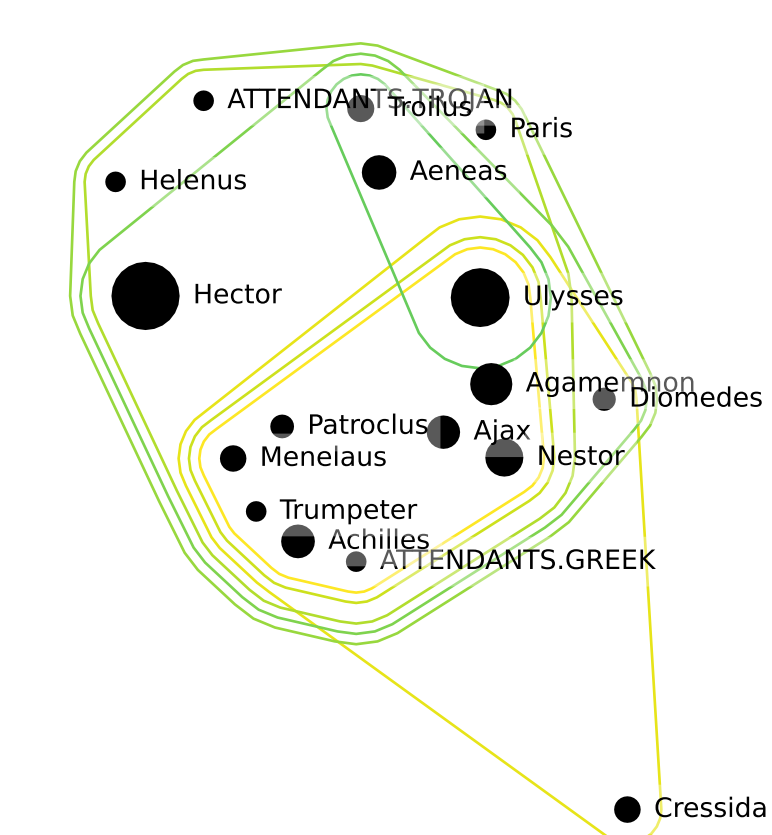 ATTENDANTS.TROJAN
Troilus
Paris
Aeneas
Helenus
Hector
Ulysses
Agamemnon
Diomedes
Patroclus
Ajax
Menelaus
Nestor
Trumpeter
Achilles
ATTENDANTS.GREEK
Cressida